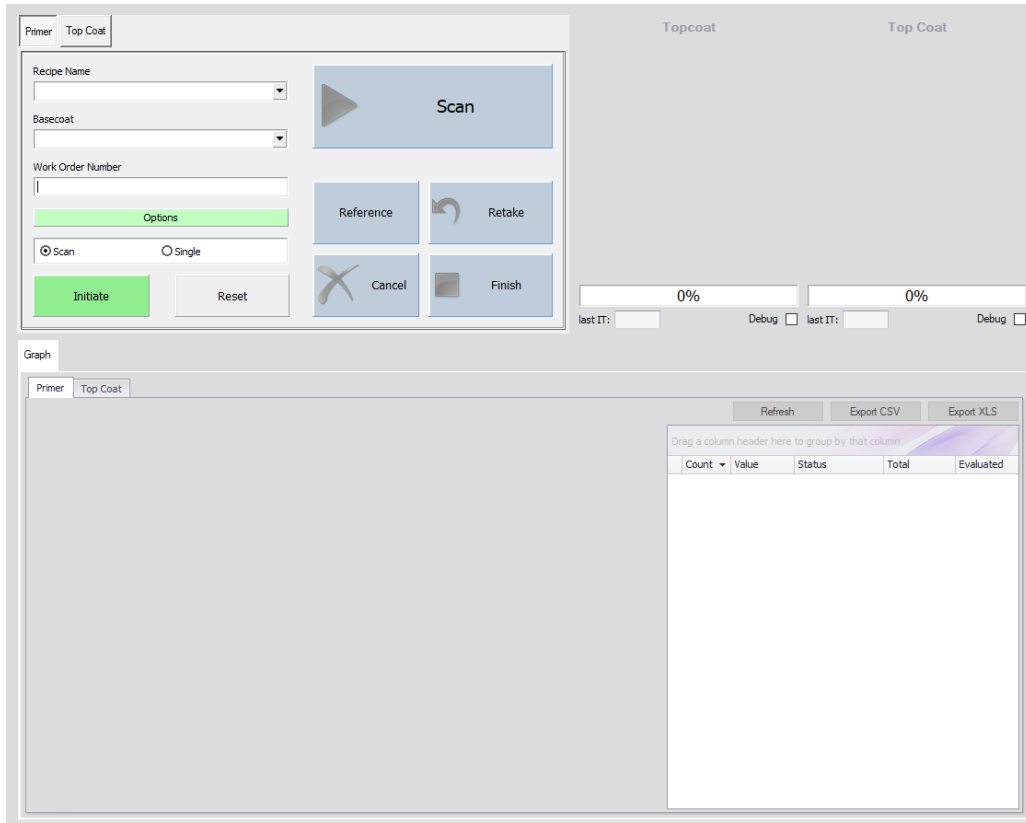 Primer Top Coat
Topcoat
Top Coat
Recipe Name
Basecoat
Work Order Number
Options
Scan Single
Initiate Reset
Scan
Reference Retake
Cancel Finish
0%
last IT: Debug
0%
last IT: Debug
Graph
Primer Top Coat
Refresh Export CSV Export XLS
Drag a column header here to group by that column
Count Value Status Total Evaluated